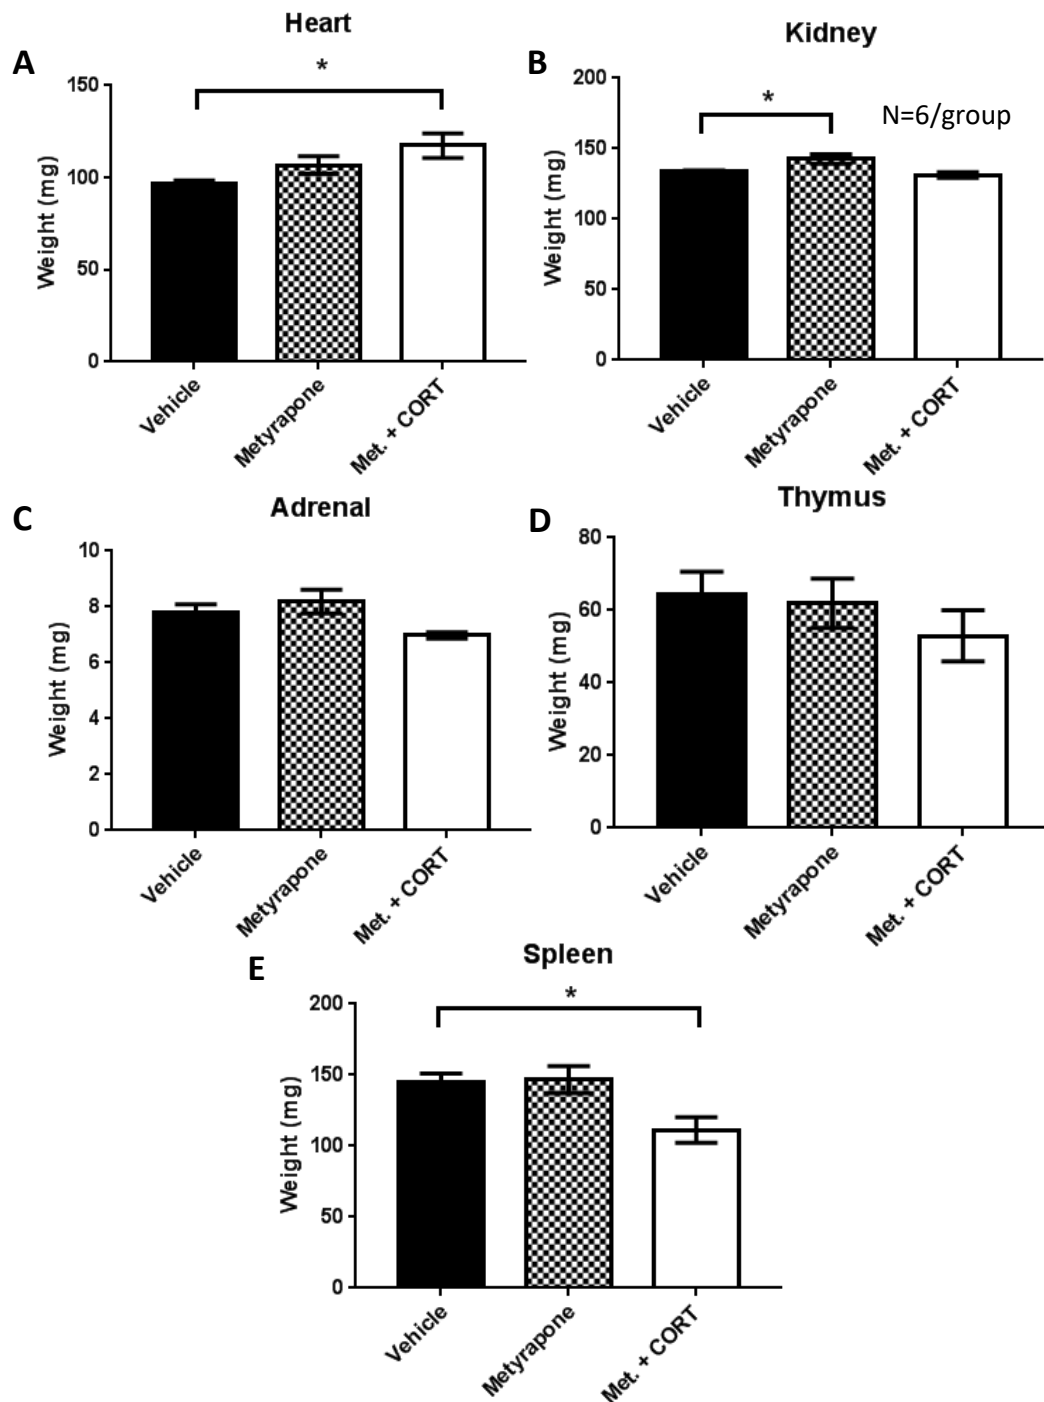 A
Heart
*
Weight (mg)
150
100
50
0
Vehicle
Metyrapone
Met. + CORT
B
Kidney
*
N=6/group
Weight (mg)
200
150
100
50
0
Vehicle
Metyrapone
Met. + CORT
C
Adrenal
Weight (mg)
10
8
6
4
2
0
Vehicle
Metyrapone
Met. + CORT
D
Thymus
Weight (mg)
80
60
40
20
0
Vehicle
Metyrapone
Met. + CORT
E
Spleen
*
Weight (mg)
200
150
100
50
0
Vehicle
Metyrapone
Met. + CORT